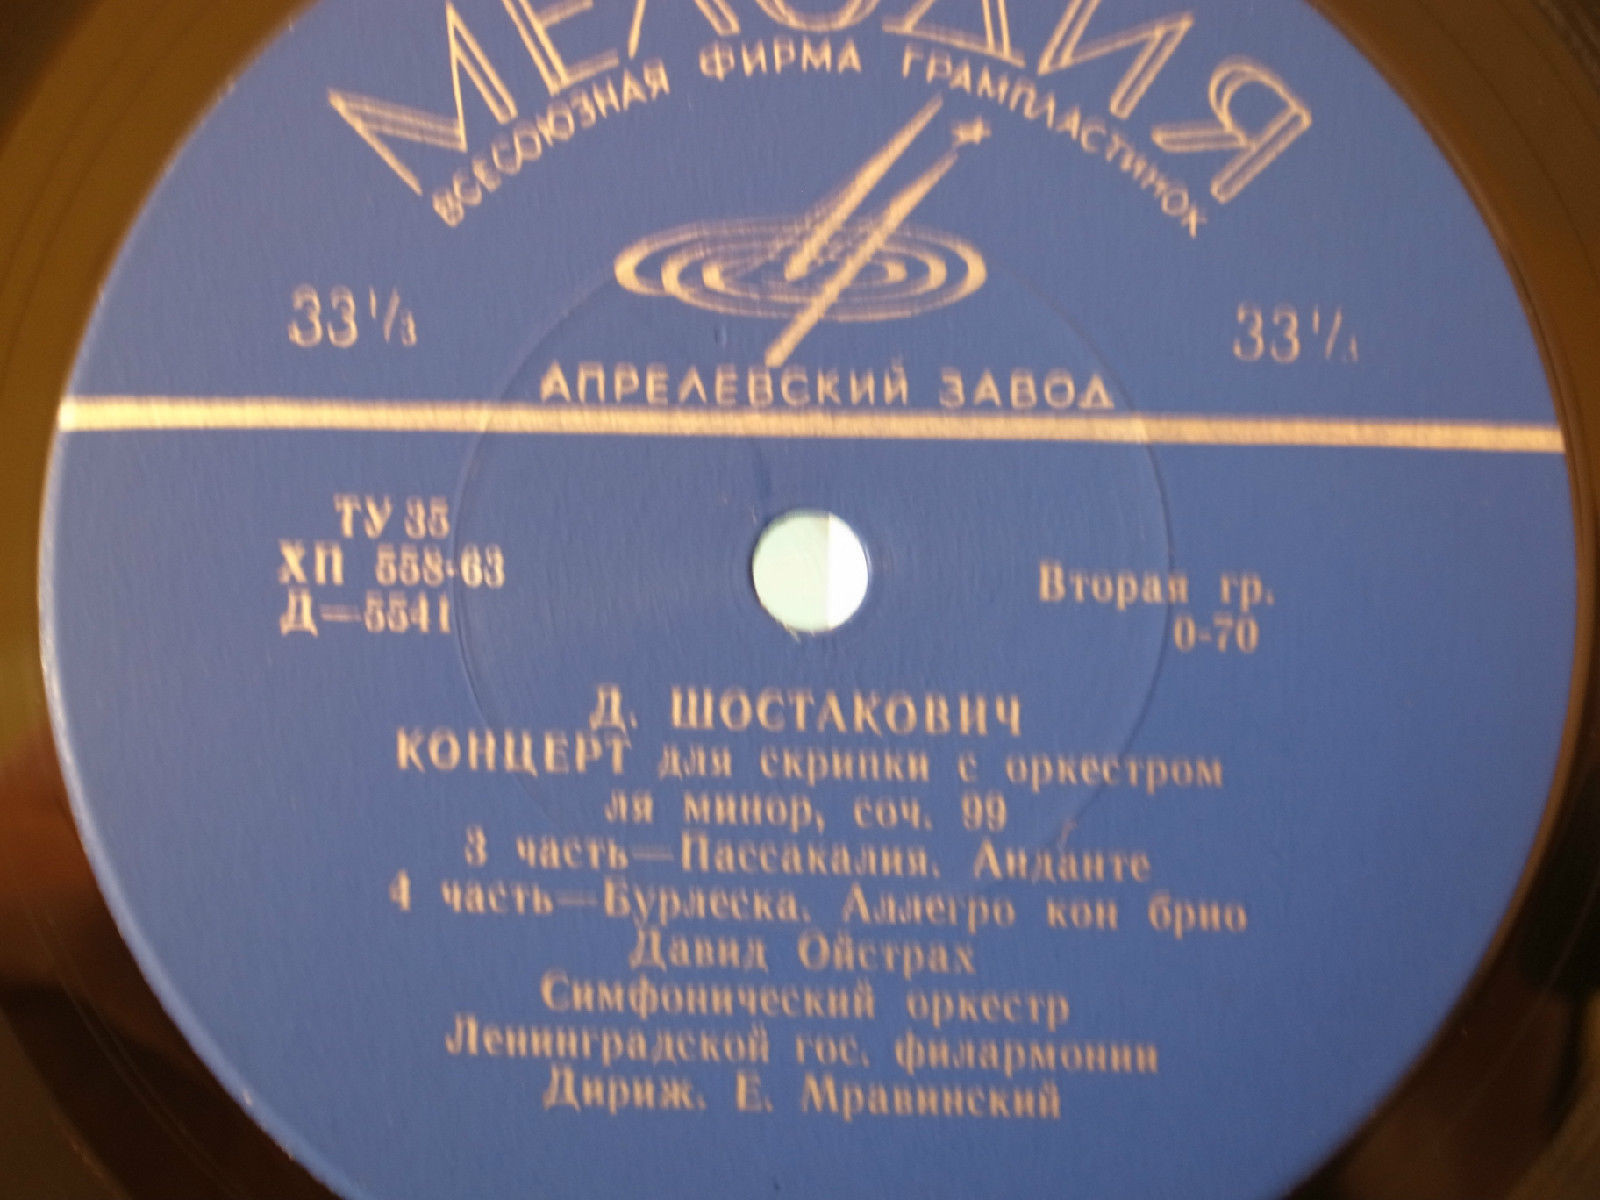 МЕЛОДИЯ
ВСЕСОЮЗНАЯ ФИРМА ГРАМПЛАСТИНОК
33 1/3 33 1/3
АПРЕЛЕВСКИЙ ЗАВОД
ТУ 35
ХП 558-63
Д—5541
Вторая гр.
0-70
Д. ШОСТАКОВИЧ
КОНЦЕРТ для скрипки с оркестром
ля минор, соч. 99
3 часть—Пассакалия. Анданте
4 часть—Бурлеска. Аллегро кон брио
Давид Ойстрах
Симфонический оркестр
Ленинградской гос. филармонии
Дириж. Е. Мравинский